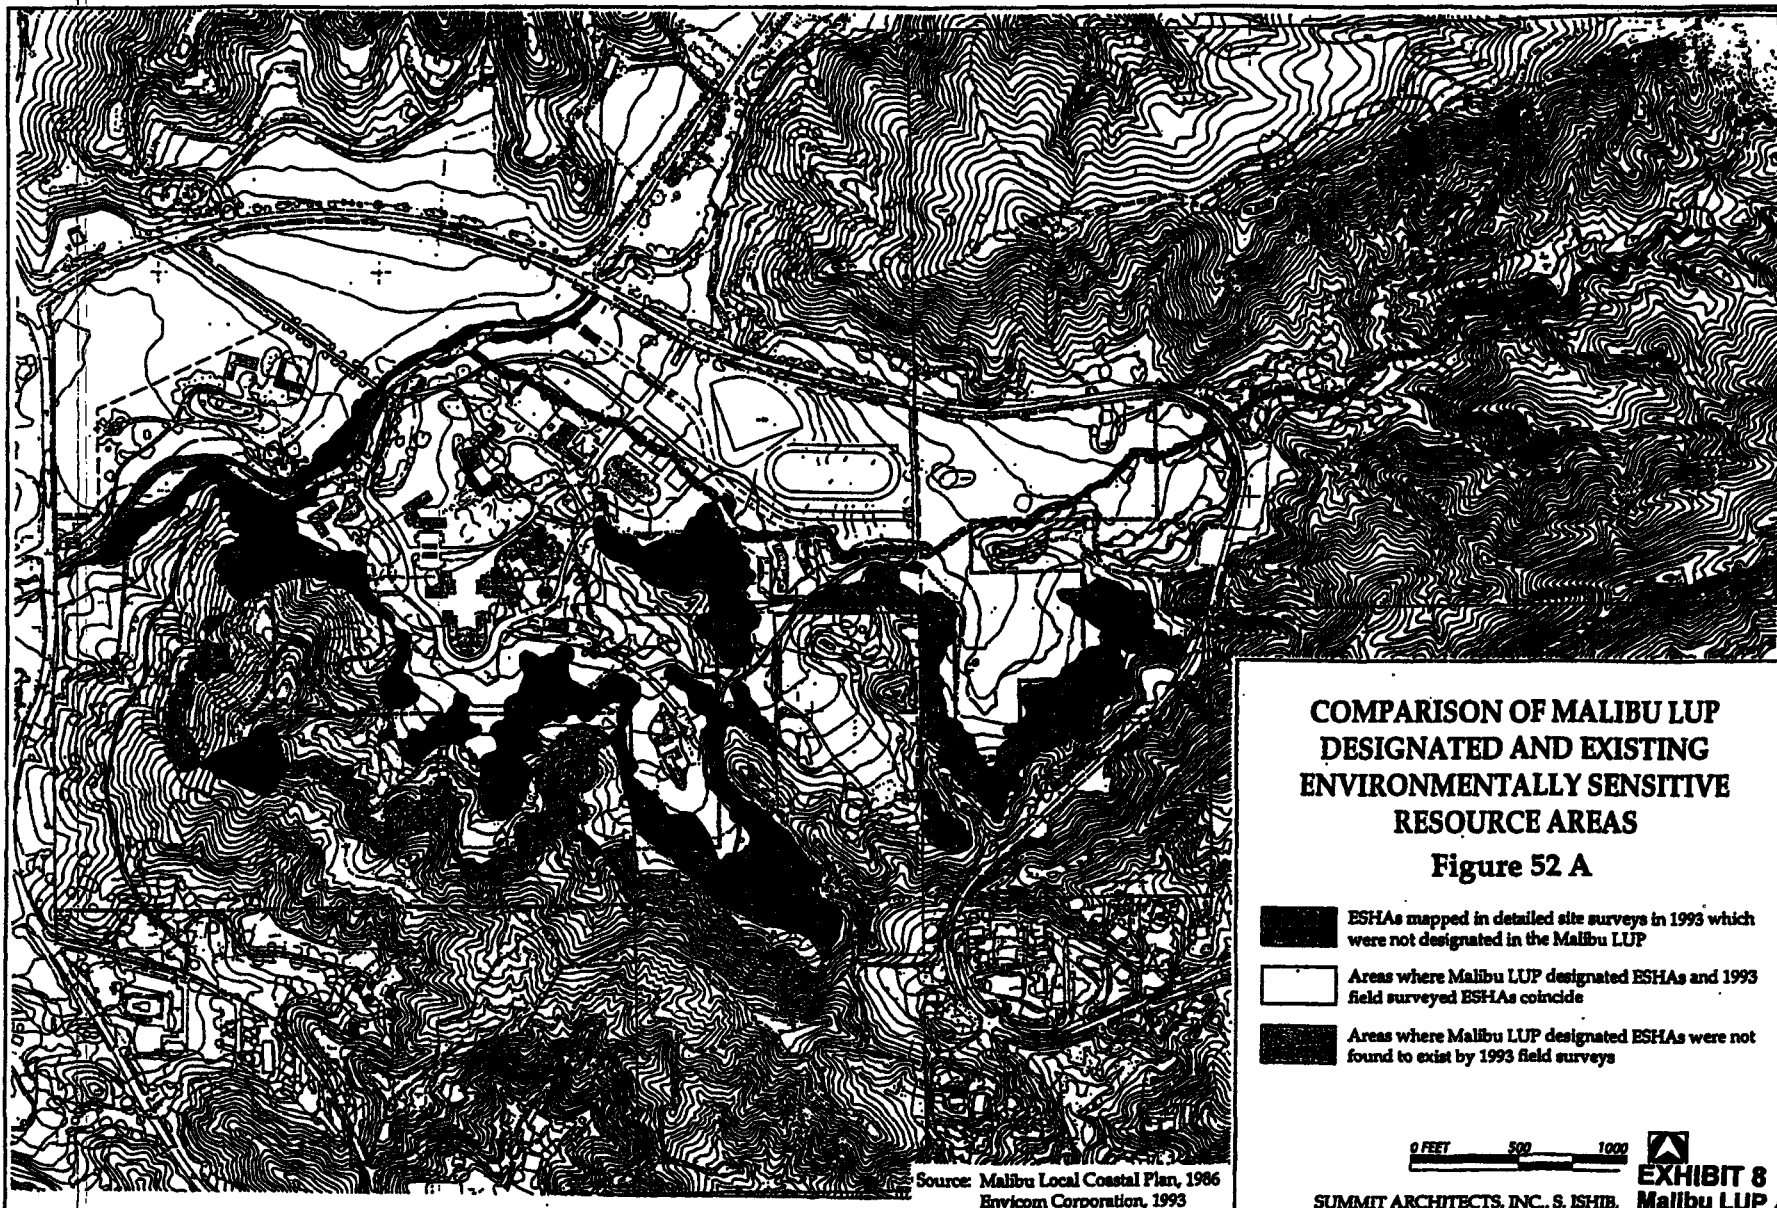 COMPARISON OF MALIBU LUP
DESIGNATED AND EXISTING
ENVIRONMENTALLY SENSITIVE
RESOURCE AREAS
Figure 52 A
ESHAs mapped in detailed site surveys in 1993 which
were not designated in the Malibu LUP
Areas where Malibu LUP designated ESHAs and 1993
field surveyed ESHAs coincide
Areas where Malibu LUP designated ESHAs were not
found to exist by 1993 field surveys
0 FEET 500 1000
EXHIBIT 8
Source: Malibu Local Coastal Plan, 1986
Envicom Corporation, 1993
SUMMIT ARCHITECTS, INC., S. ISHIB.
Malibu LUP